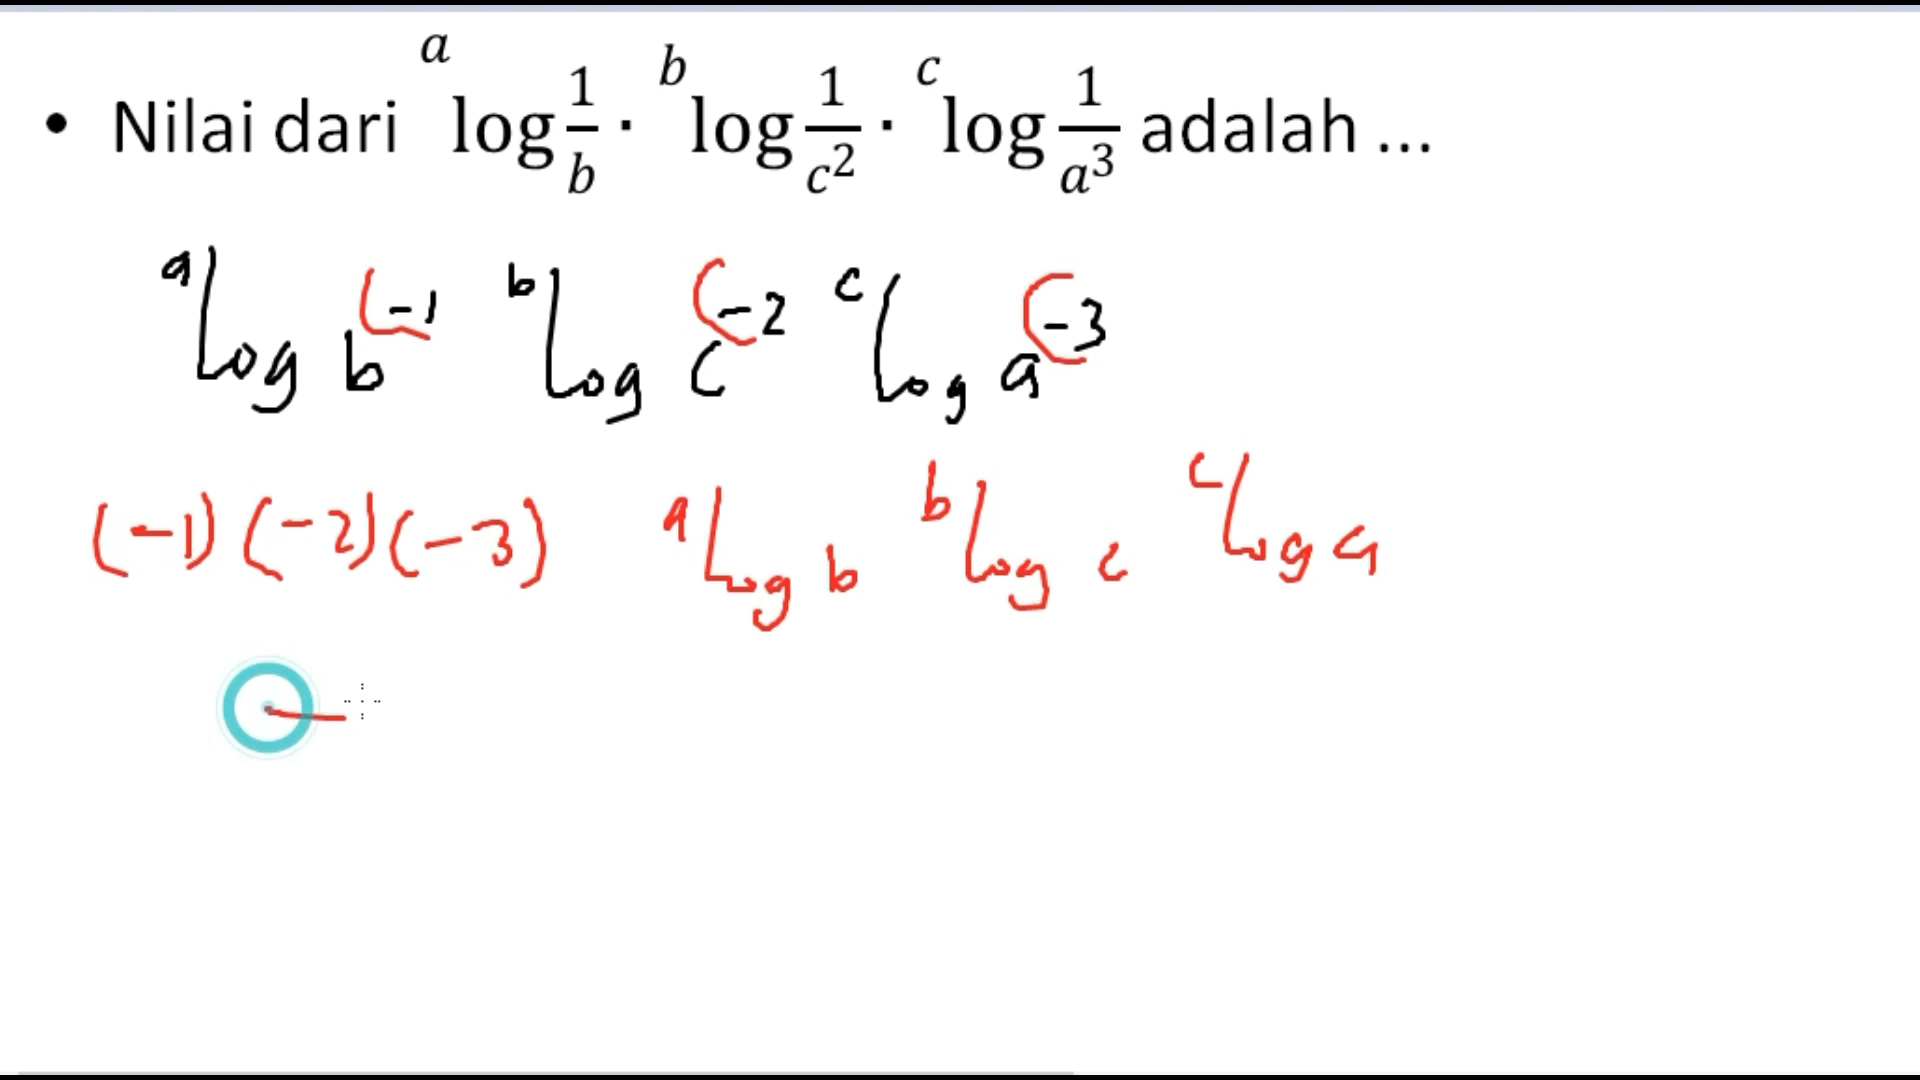 • Nilai dari ᵃlog 1/b · ᵇlog 1/c² · ᶜlog 1/a³ adalah ...
ᵃlog b⁻¹ ᵇlog c⁻² ᶜlog a⁻³
(-1)(-2)(-3) ᵃlog b ᵇlog c ᶜlog a